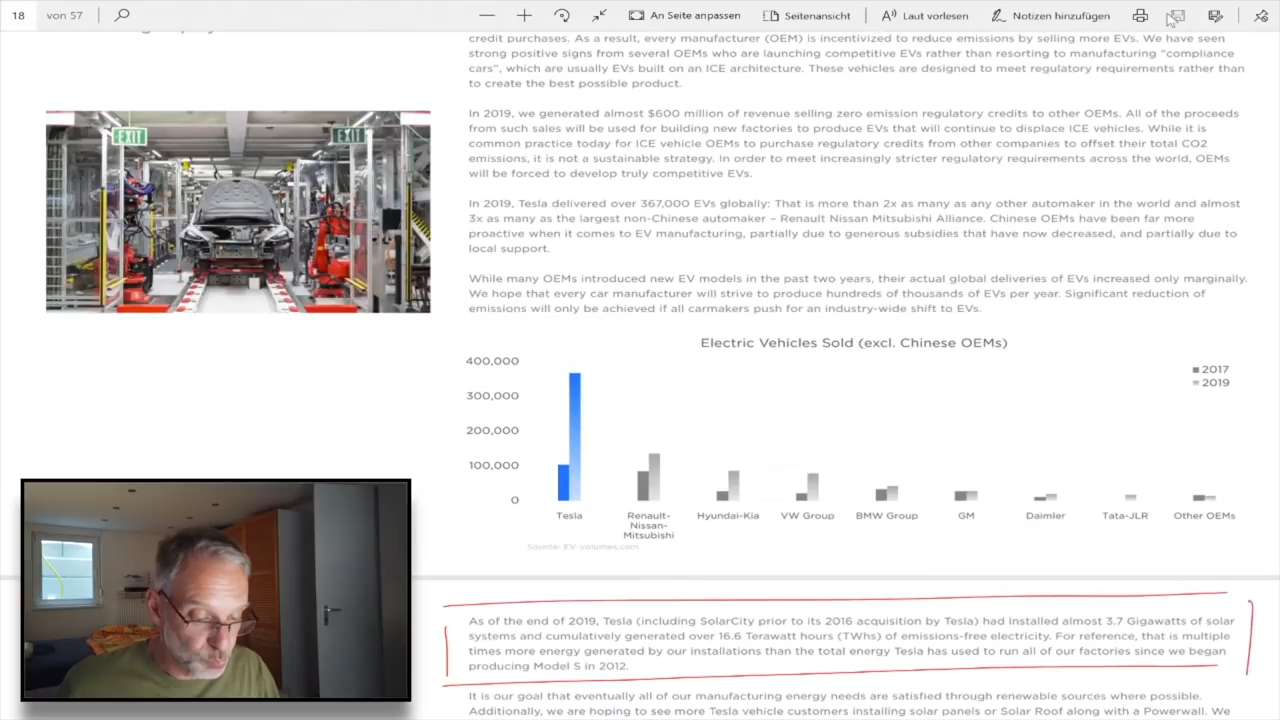 18 von 57 An Seite anpassen Seitenansicht Laut vorlesen Notizen hinzufügen
credit purchases. As a result, every manufacturer (OEM) is incentivized to reduce emissions by selling more EVs. We have seen
strong positive signs from several OEMs who are launching competitive EVs rather than resorting to manufacturing “compliance
cars”, which are usually EVs built on an ICE architecture. These vehicles are designed to meet regulatory requirements rather than
to create the best possible product.
In 2019, we generated almost $600 million of revenue selling zero emission regulatory credits to other OEMs. All of the proceeds
from such sales will be used for building new factories to produce EVs that will continue to displace ICE vehicles. While it is
common practice today for ICE vehicle OEMs to purchase regulatory credits from other companies to offset their total CO2
emissions, it is not a sustainable strategy. In order to meet increasingly stricter regulatory requirements across the world, OEMs
will be forced to develop truly competitive EVs.
EXIT EXIT
In 2019, Tesla delivered over 367,000 EVs globally: That is more than 2x as many as any other automaker in the world and almost
3x as many as the largest non-Chinese automaker – Renault Nissan Mitsubishi Alliance. Chinese OEMs have been far more
proactive when it comes to EV manufacturing, partially due to generous subsidies that have now decreased, and partially due to
local support.
While many OEMs introduced new EV models in the past two years, their actual global deliveries of EVs increased only marginally.
We hope that every car manufacturer will strive to produce hundreds of thousands of EVs per year. Significant reduction of
emissions will only be achieved if all carmakers push for an industry-wide shift to EVs.
Electric Vehicles Sold (excl. Chinese OEMs)
400,000
300,000
200,000
100,000
0
2017
2019
Tesla
Renault-
Nissan-
Mitsubishi
Hyundai-Kia
VW Group
BMW Group
GM
Daimler
Tata-JLR
Other OEMs
Source: EV-volumes.com
As of the end of 2019, Tesla (including SolarCity prior to its 2016 acquisition by Tesla) had installed almost 3.7 Gigawatts of solar
systems and cumulatively generated over 16.6 Terawatt hours (TWhs) of emissions-free electricity. For reference, that is multiple
times more energy generated by our installations than the total energy Tesla has used to run all of our factories since we began
producing Model S in 2012.
It is our goal that eventually all of our manufacturing energy needs are satisfied through renewable sources where possible.
Additionally, we are hoping to see more Tesla vehicle customers installing solar panels or Solar Roof along with a Powerwall. We